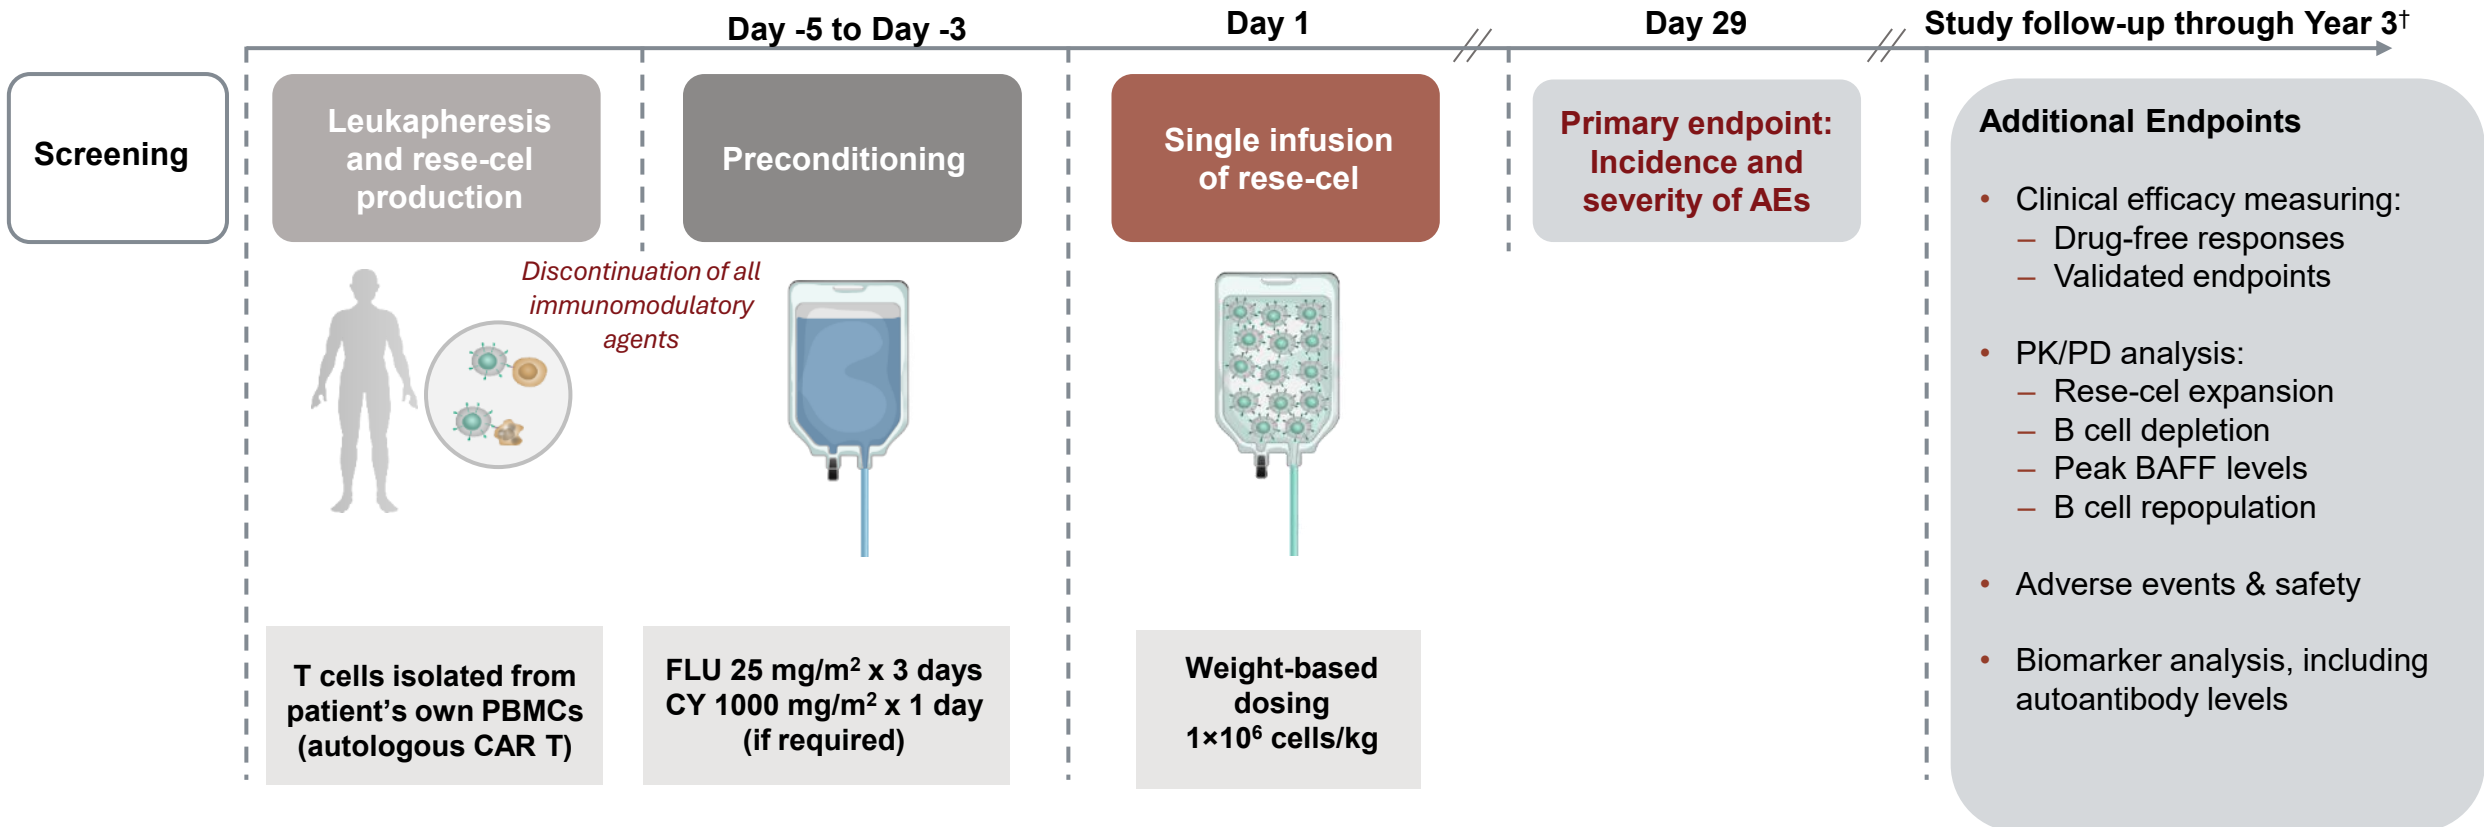 Day -5 to Day -3
Day 1
Day 29
Study follow-up through Year 3†
Screening
Leukapheresis
and rese-cel
production
Preconditioning
Single infusion
of rese-cel
Primary endpoint:
Incidence and
severity of AEs
Discontinuation of all
immunomodulatory
agents
T cells isolated from
patient’s own PBMCs
(autologous CAR T)
FLU 25 mg/m² x 3 days
CY 1000 mg/m² x 1 day
(if required)
Weight-based
dosing
1×10⁶ cells/kg
Additional Endpoints
• Clinical efficacy measuring:
– Drug-free responses
– Validated endpoints
• PK/PD analysis:
– Rese-cel expansion
– B cell depletion
– Peak BAFF levels
– B cell repopulation
• Adverse events & safety
• Biomarker analysis, including
autoantibody levels